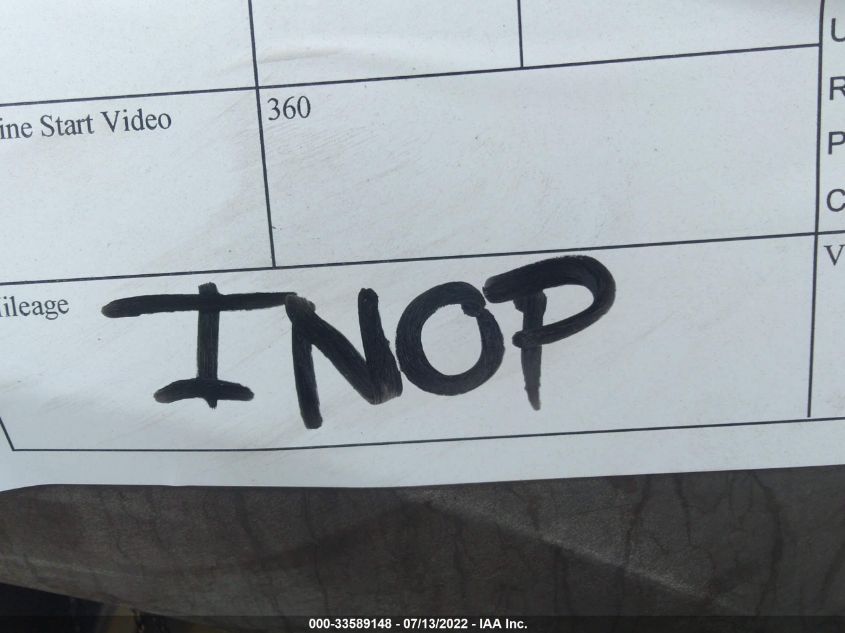 ine Start Video 360
ileage INOP
U
R
P
C
V
000-33589148 - 07/13/2022 - IAA Inc.